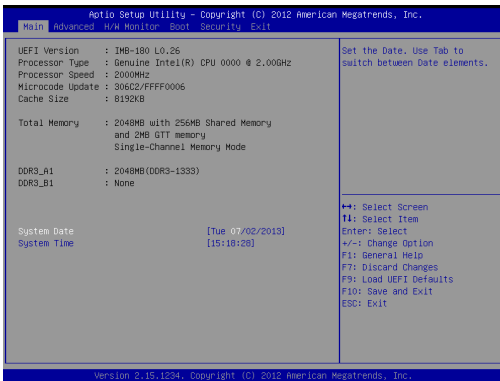 Aptio Setup Utility – Copyright (C) 2012 American Megatrends, Inc.
Main Advanced H/W Monitor Boot Security Exit
UEFI Version : IMB-180 L0.26
Processor Type : Genuine Intel(R) CPU 0000 @ 2.00GHz
Processor Speed : 2000MHz
Microcode Update : 306C2/FFFF0006
Cache Size : 8192KB
Total Memory : 2048MB with 256MB Shared Memory
and 2MB GTT memory
Single-Channel Memory Mode
DDR3_A1 : 2048MB(DDR3-1333)
DDR3_B1 : None
System Date [Tue 07/02/2013]
System Time [15:18:28]
Set the Date. Use Tab to
switch between Date elements.
↔: Select Screen
↑↓: Select Item
Enter: Select
+/-: Change Option
F1: General Help
F7: Discard Changes
F9: Load UEFI Defaults
F10: Save and Exit
ESC: Exit
Version 2.15.1234. Copyright (C) 2012 American Megatrends, Inc.